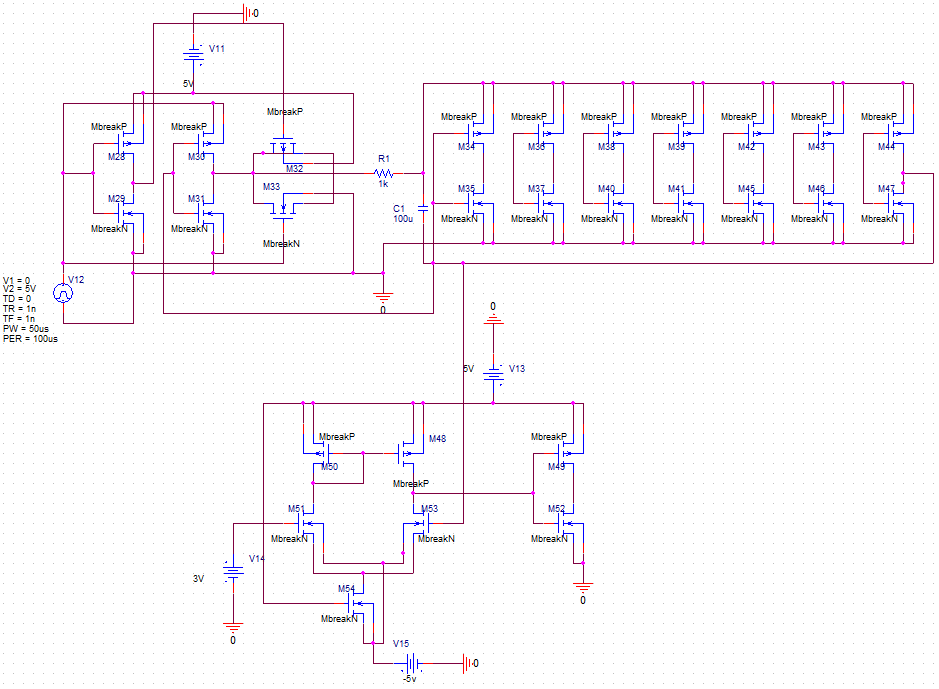 0
V11
5V
MbreakP
MbreakP
MbreakP
MbreakP
MbreakP
MbreakP
MbreakP
MbreakP
MbreakP
MbreakP
M28
M30
M32
M34
M36
M38
M39
M42
M43
M44
R1
1k
M33
M29
M31
C1
100u
M35
M37
M40
M41
M45
M46
M47
MbreakN
MbreakN
MbreakN
MbreakN
MbreakN
MbreakN
MbreakN
MbreakN
MbreakN
MbreakN
V12
V1 = 0
V2 = 5V
TD = 0
TR = 1n
TF = 1n
PW = 50us
PER = 100us
0
0
5V
V13
MbreakP
M48
MbreakP
M50
M49
MbreakP
M51
M53
M52
MbreakN
MbreakN
MbreakN
V14
3V
M54
MbreakN
0
0
V15
0
-5v